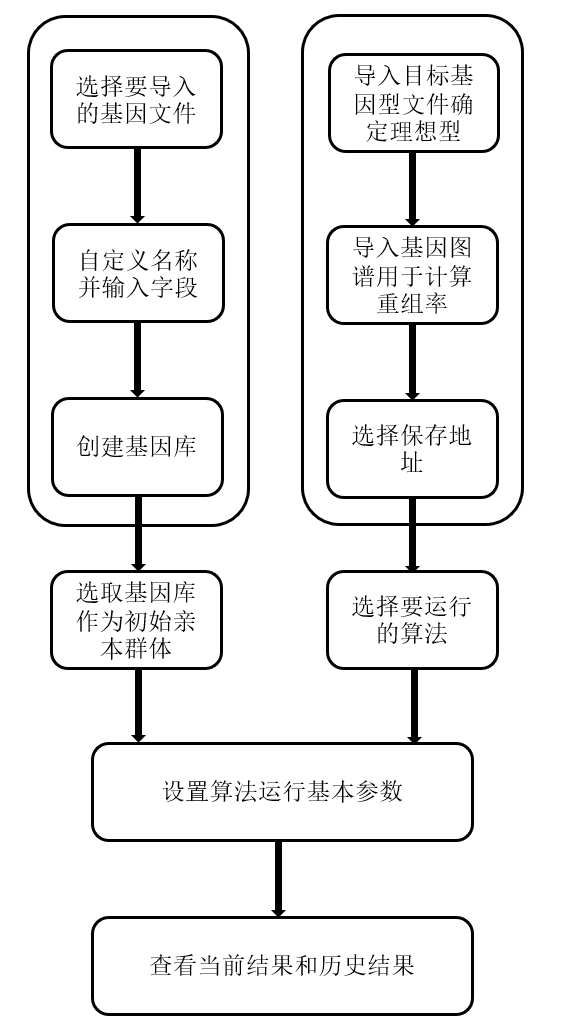 选择要导入
的基因文件
自定义名称
并输入字段
创建基因库
选取基因库
作为初始亲
本群体
导入目标基
因型文件确
定理想型
导入基因图
谱用于计算
重组率
选择保存地
址
选择要运行
的算法
设置算法运行基本参数
查看当前结果和历史结果